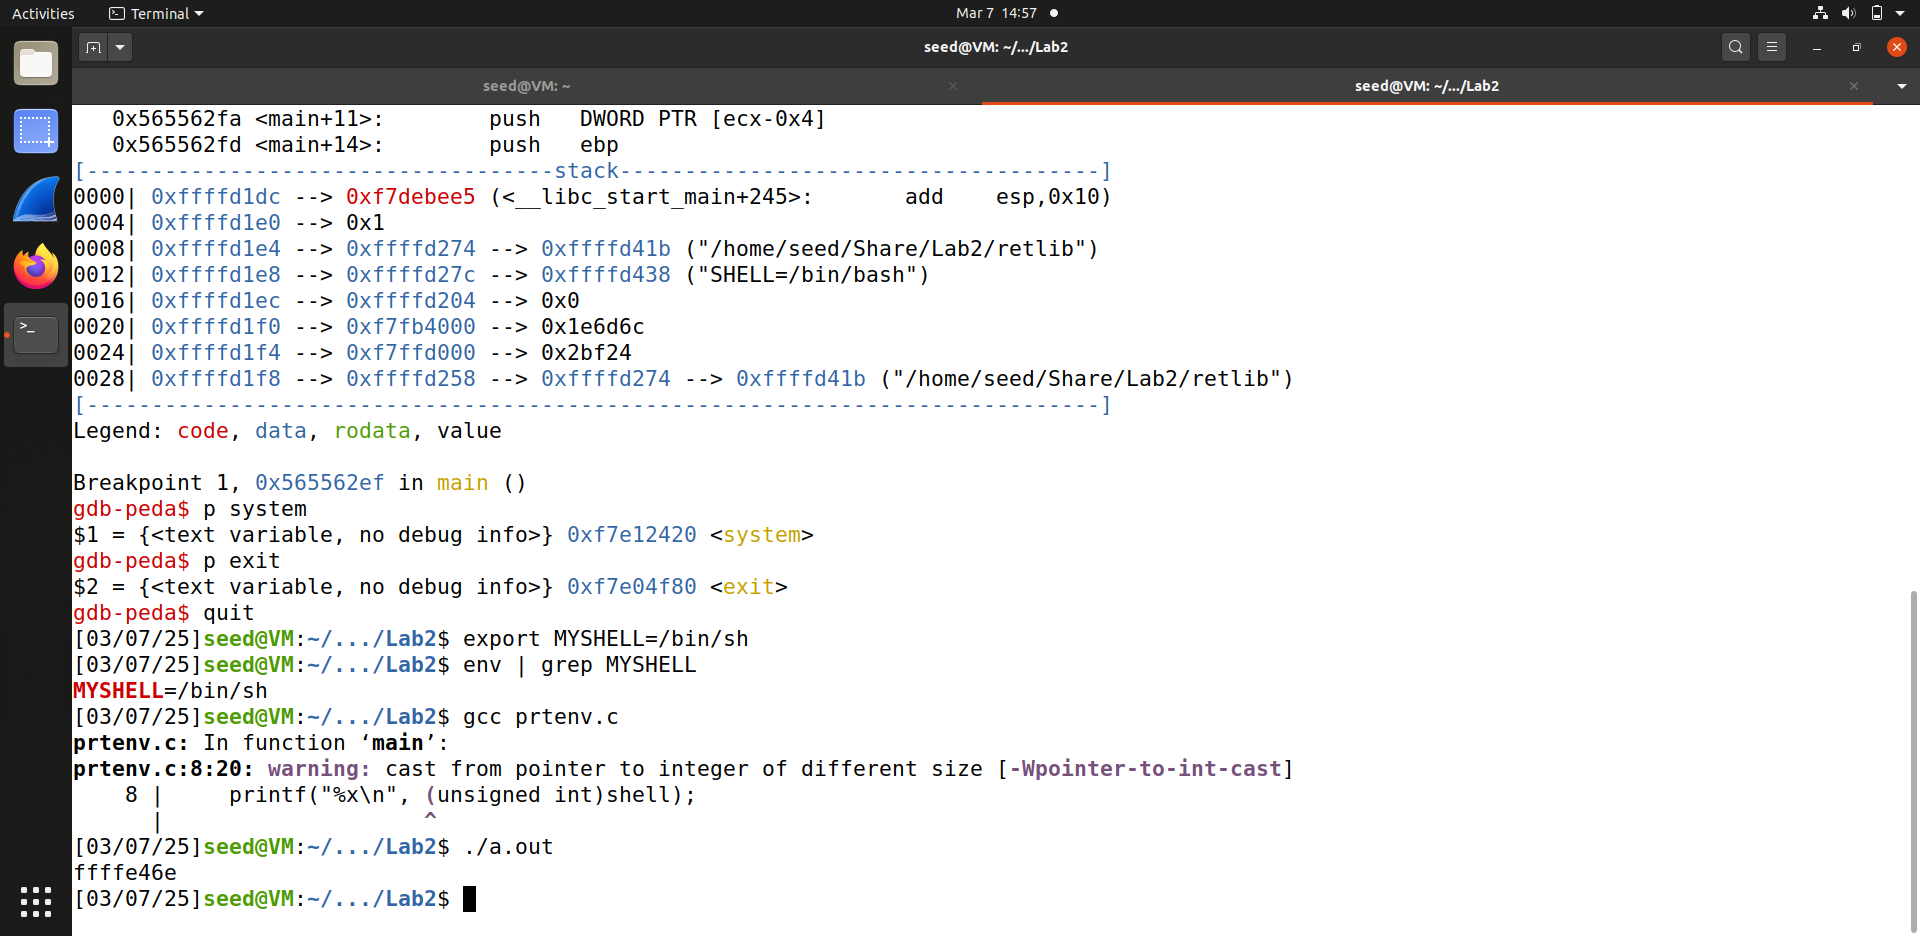 Activities
Terminal
Mar 7 14:57
seed@VM: ~/.../Lab2
seed@VM: ~
seed@VM: ~/.../Lab2
   0x565562fa <main+11>:        push   DWORD PTR [ecx-0x4]
   0x565562fd <main+14>:        push   ebp
[------------------------------------stack-------------------------------------]
0000| 0xffffd1dc --> 0xf7debee5 (<__libc_start_main+245>:       add    esp,0x10)
0004| 0xffffd1e0 --> 0x1
0008| 0xffffd1e4 --> 0xffffd274 --> 0xffffd41b ("/home/seed/Share/Lab2/retlib")
0012| 0xffffd1e8 --> 0xffffd27c --> 0xffffd438 ("SHELL=/bin/bash")
0016| 0xffffd1ec --> 0xffffd204 --> 0x0
0020| 0xffffd1f0 --> 0xf7fb4000 --> 0x1e6d6c
0024| 0xffffd1f4 --> 0xf7ffd000 --> 0x2bf24
0028| 0xffffd1f8 --> 0xffffd258 --> 0xffffd274 --> 0xffffd41b ("/home/seed/Share/Lab2/retlib")
[------------------------------------------------------------------------------]
Legend: code, data, rodata, value
Breakpoint 1, 0x565562ef in main ()
gdb-peda$ p system
$1 = {<text variable, no debug info>} 0xf7e12420 <system>
gdb-peda$ p exit
$2 = {<text variable, no debug info>} 0xf7e04f80 <exit>
gdb-peda$ quit
[03/07/25]seed@VM:~/.../Lab2$ export MYSHELL=/bin/sh
[03/07/25]seed@VM:~/.../Lab2$ env | grep MYSHELL
MYSHELL=/bin/sh
[03/07/25]seed@VM:~/.../Lab2$ gcc prtenv.c
prtenv.c: In function ‘main’:
prtenv.c:8:20: warning: cast from pointer to integer of different size [-Wpointer-to-int-cast]
    8 |     printf("%x\n", (unsigned int)shell);
      |                    ^
[03/07/25]seed@VM:~/.../Lab2$ ./a.out
ffffe46e
[03/07/25]seed@VM:~/.../Lab2$